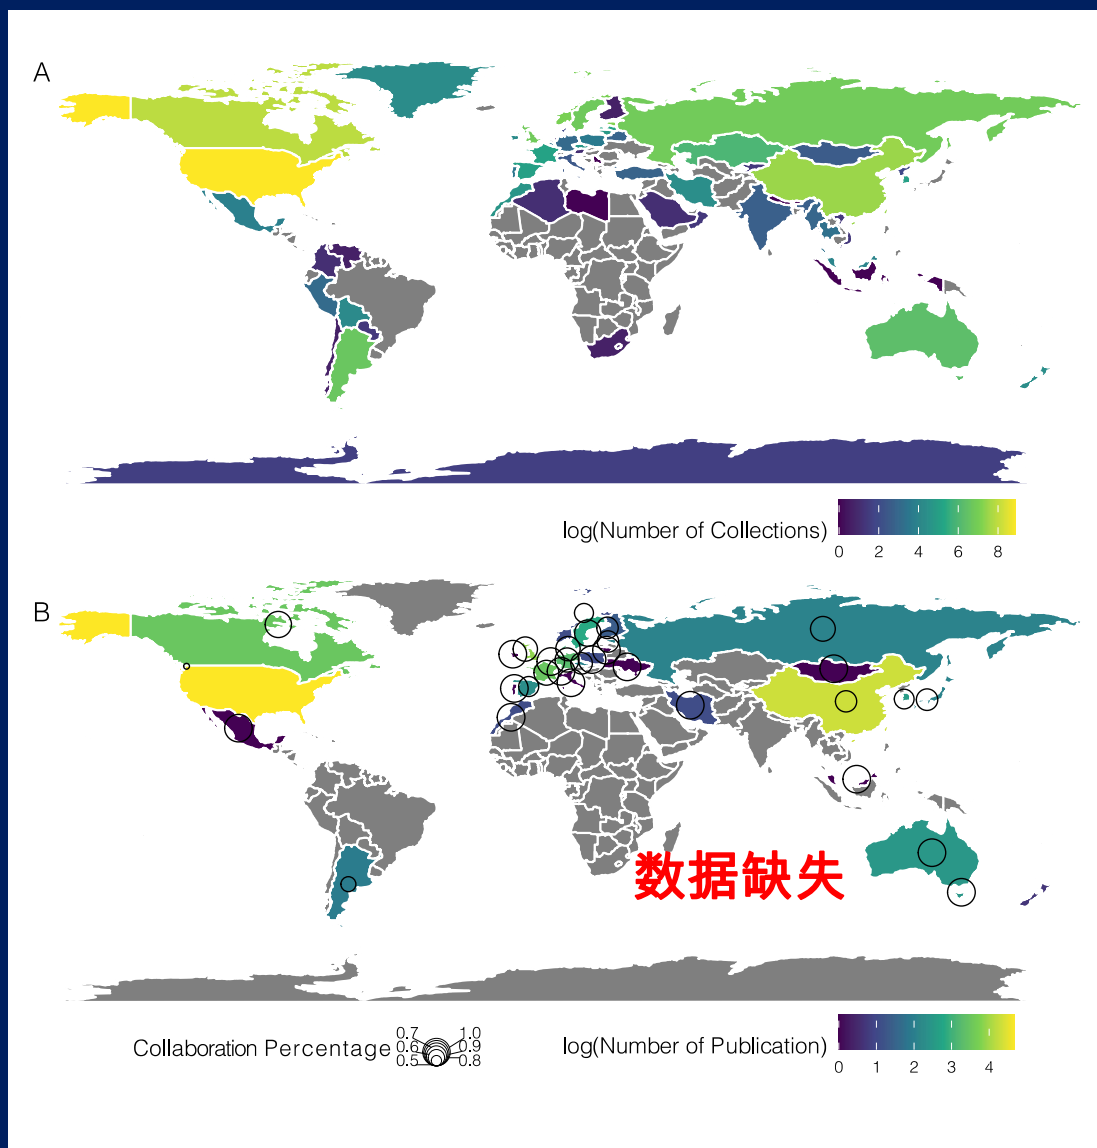 A
log(Number of Collections)
0 2 4 6 8
B
数据缺失
Collaboration Percentage
0.7 1.0
0.6 0.9
0.5 0.8
log(Number of Publication)
0 1 2 3 4